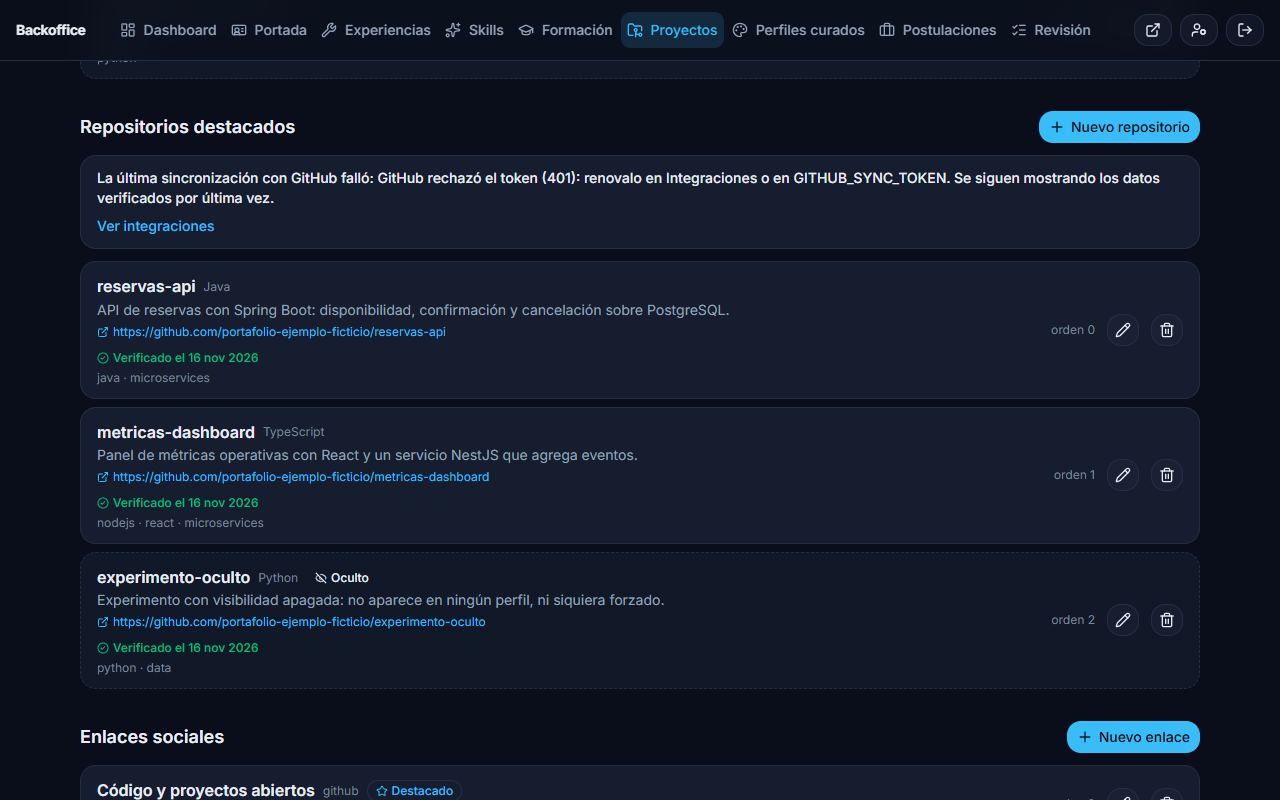 Backoffice
Dashboard
Portada
Experiencias
Skills
Formación
Proyectos
Perfiles curados
Postulaciones
Revisión
Repositorios destacados
Nuevo repositorio
La última sincronización con GitHub falló: GitHub rechazó el token (401): renovalo en Integraciones o en GITHUB_SYNC_TOKEN. Se siguen mostrando los datos
verificados por última vez.
Ver integraciones
reservas-api Java
API de reservas con Spring Boot: disponibilidad, confirmación y cancelación sobre PostgreSQL.
https://github.com/portafolio-ejemplo-ficticio/reservas-api
orden 0
Verificado el 16 nov 2026
java · microservices
metricas-dashboard TypeScript
Panel de métricas operativas con React y un servicio NestJS que agrega eventos.
https://github.com/portafolio-ejemplo-ficticio/metricas-dashboard
orden 1
Verificado el 16 nov 2026
nodejs · react · microservices
experimento-oculto Python Oculto
Experimento con visibilidad apagada: no aparece en ningún perfil, ni siquiera forzado.
https://github.com/portafolio-ejemplo-ficticio/experimento-oculto
orden 2
Verificado el 16 nov 2026
python · data
Enlaces sociales
Nuevo enlace
Código y proyectos abiertos github Destacado